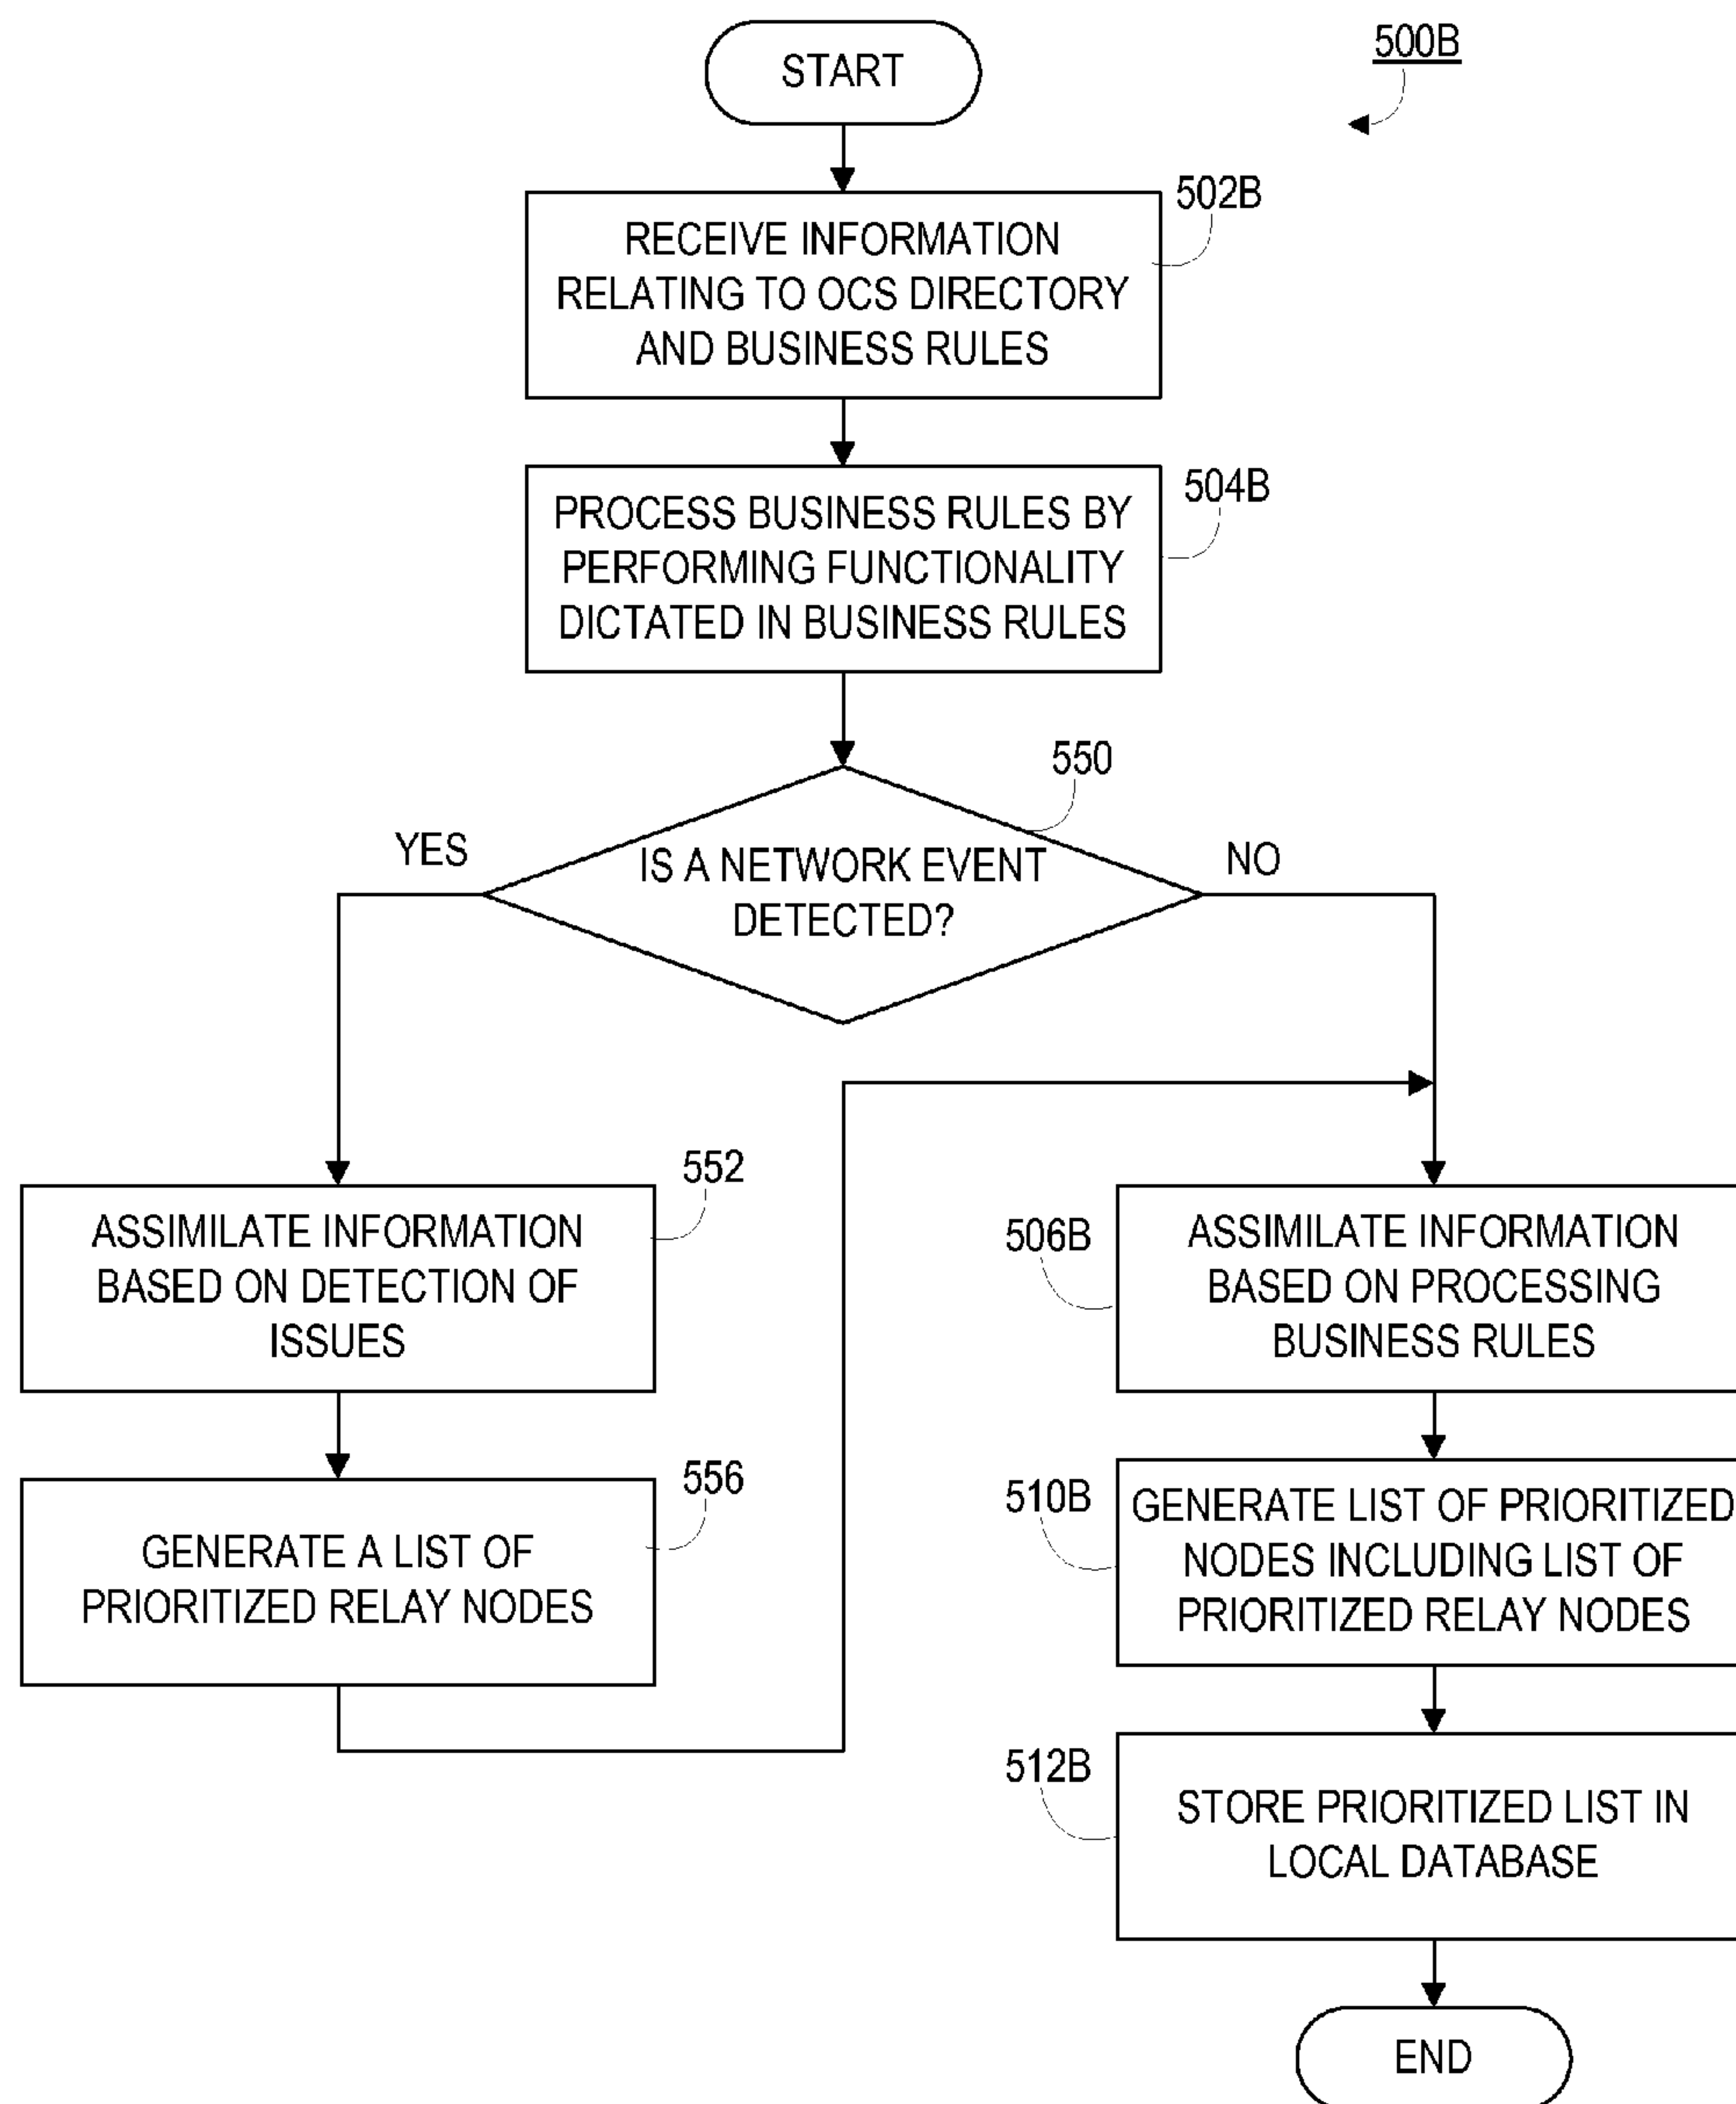 START
500B
502B
RECEIVE INFORMATION
RELATING TO OCS DIRECTORY
AND BUSINESS RULES
504B
PROCESS BUSINESS RULES BY
PERFORMING FUNCTIONALITY
DICTATED IN BUSINESS RULES
550
YES
IS A NETWORK EVENT
DETECTED?
NO
552
ASSIMILATE INFORMATION
BASED ON DETECTION OF
ISSUES
556
GENERATE A LIST OF
PRIORITIZED RELAY NODES
506B
ASSIMILATE INFORMATION
BASED ON PROCESSING
BUSINESS RULES
510B
GENERATE LIST OF PRIORITIZED
NODES INCLUDING LIST OF
PRIORITIZED RELAY NODES
512B
STORE PRIORITIZED LIST IN
LOCAL DATABASE
END